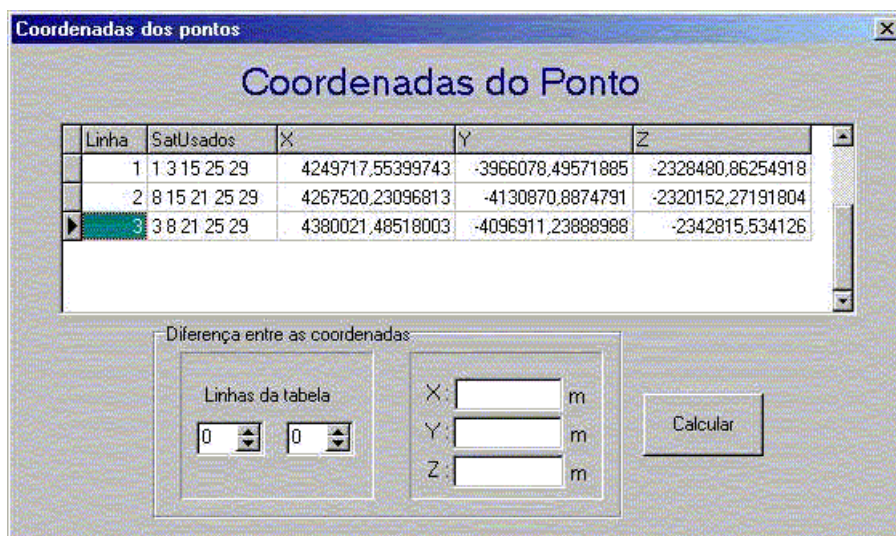 Coordenadas dos pontos
Coordenadas do Ponto
Linha SatUsados X Y Z
1 1 3 15 25 29 4249717,55399743 -3966078,49571885 -2328480,86254918
2 8 15 21 25 29 4267520,23096813 -4130870,8874791 -2320152,27191804
3 3 8 21 25 29 4380021,48518003 -4096911,23888988 -2342815,534126
Diferença entre as coordenadas
Linhas da tabela
0 0
X: m
Y: m
Z: m
Calcular